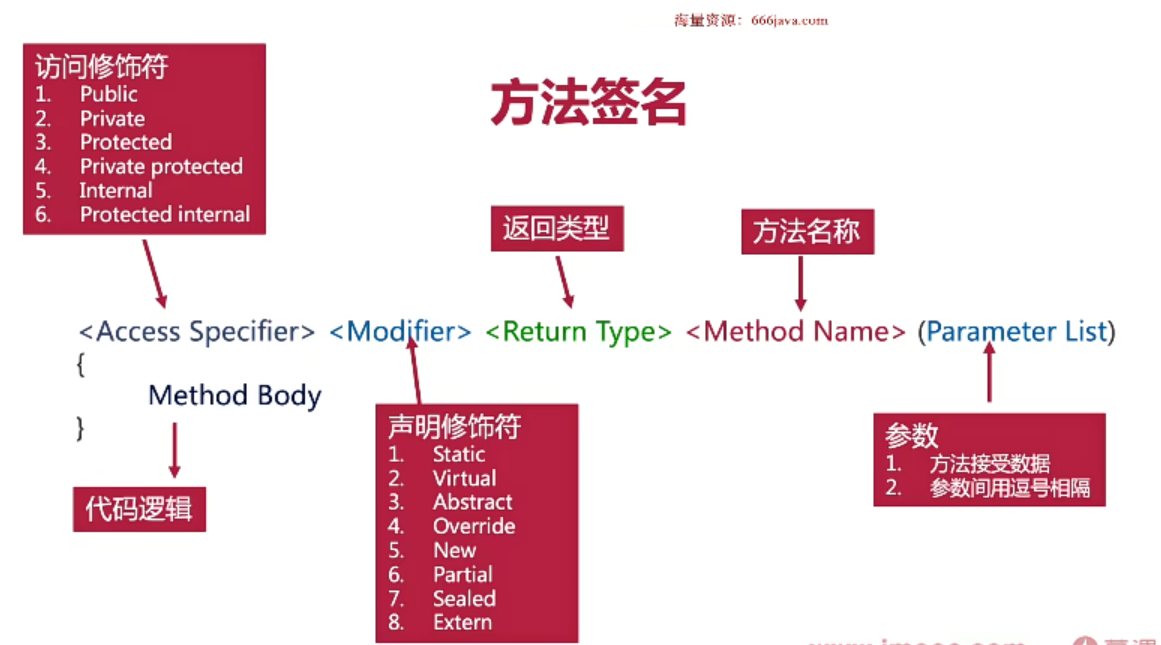 海量资源：666java.com
方法签名
访问修饰符
1. Public
2. Private
3. Protected
4. Private protected
5. Internal
6. Protected internal
返回类型
方法名称
<Access Specifier> <Modifier> <Return Type> <Method Name> (Parameter List)
{
Method Body
}
代码逻辑
声明修饰符
1. Static
2. Virtual
3. Abstract
4. Override
5. New
6. Partial
7. Sealed
8. Extern
参数
1. 方法接受数据
2. 参数间用逗号相隔